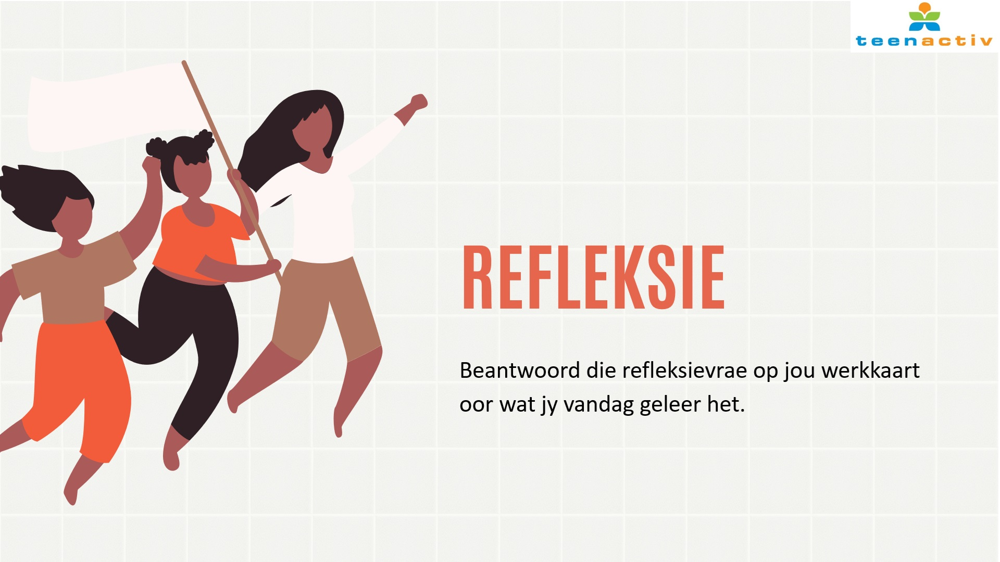 teenactiv
REFLEKSIE
Beantwoord die refleksievrae op jou werkkaart
oor wat jy vandag geleer het.